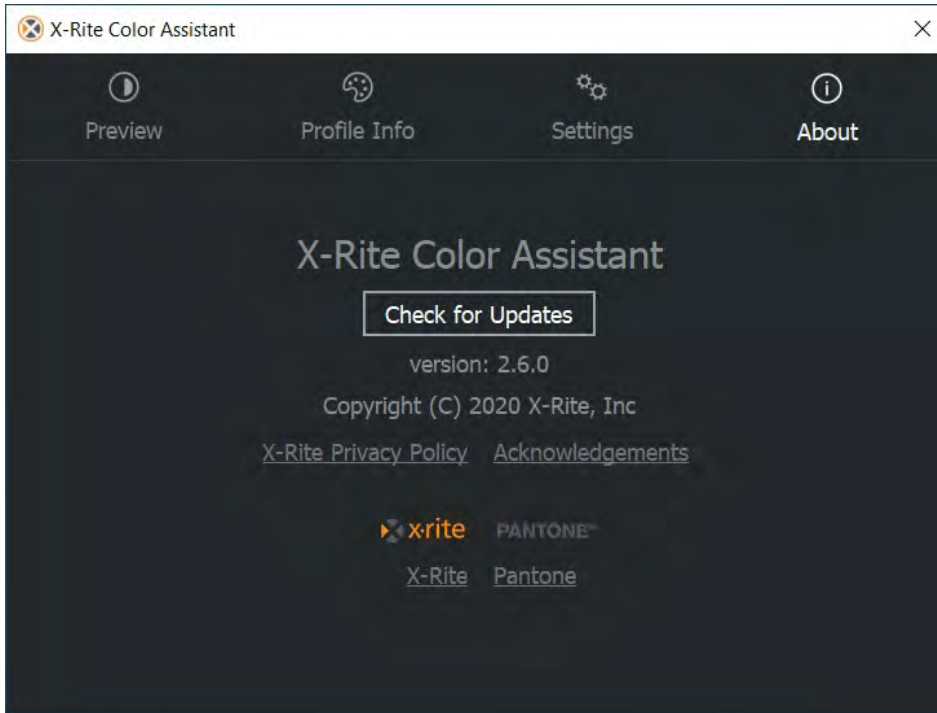 X-Rite Color Assistant
Preview Profile Info Settings About
X-Rite Color Assistant
Check for Updates
version: 2.6.0
Copyright (C) 2020 X-Rite, Inc
X-Rite Privacy Policy Acknowledgements
x·rite PANTONE™
X-Rite Pantone